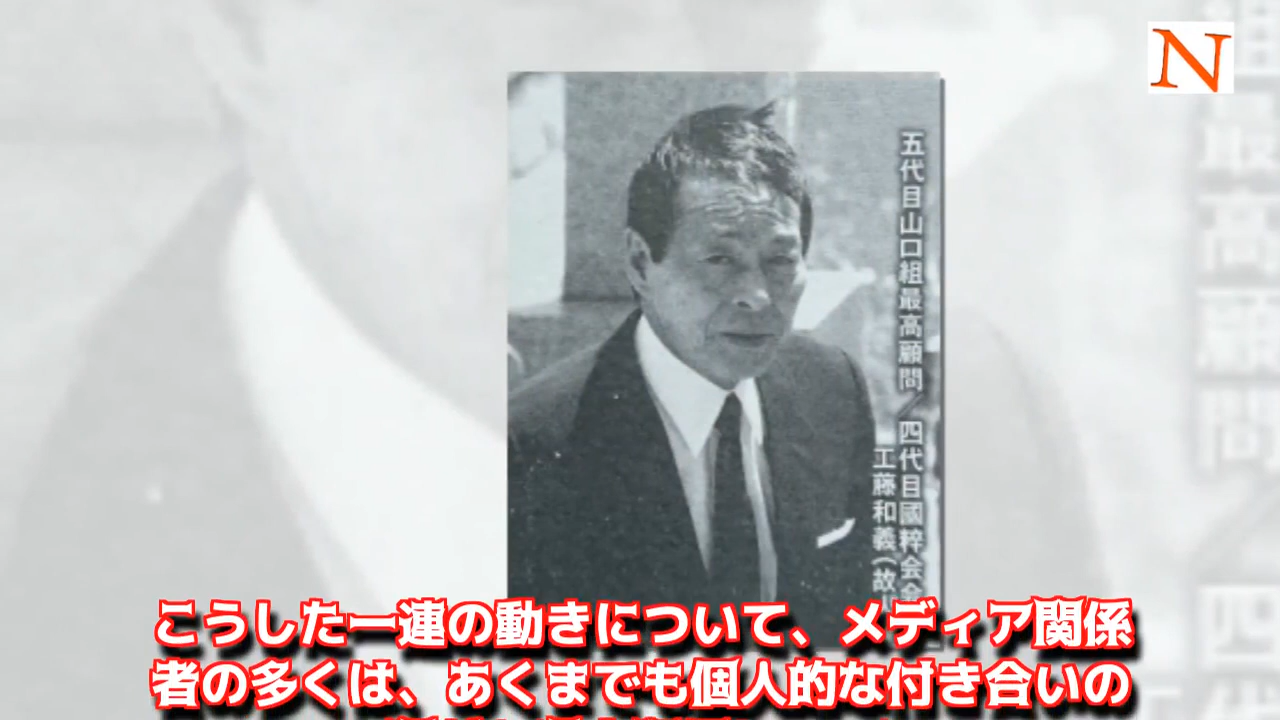 N
五代目山口組最高顧問／四代目國粹会会
工藤和義（故
こうした一連の動きについて、メディア関係
者の多くは、あくまでも個人的な付き合いの